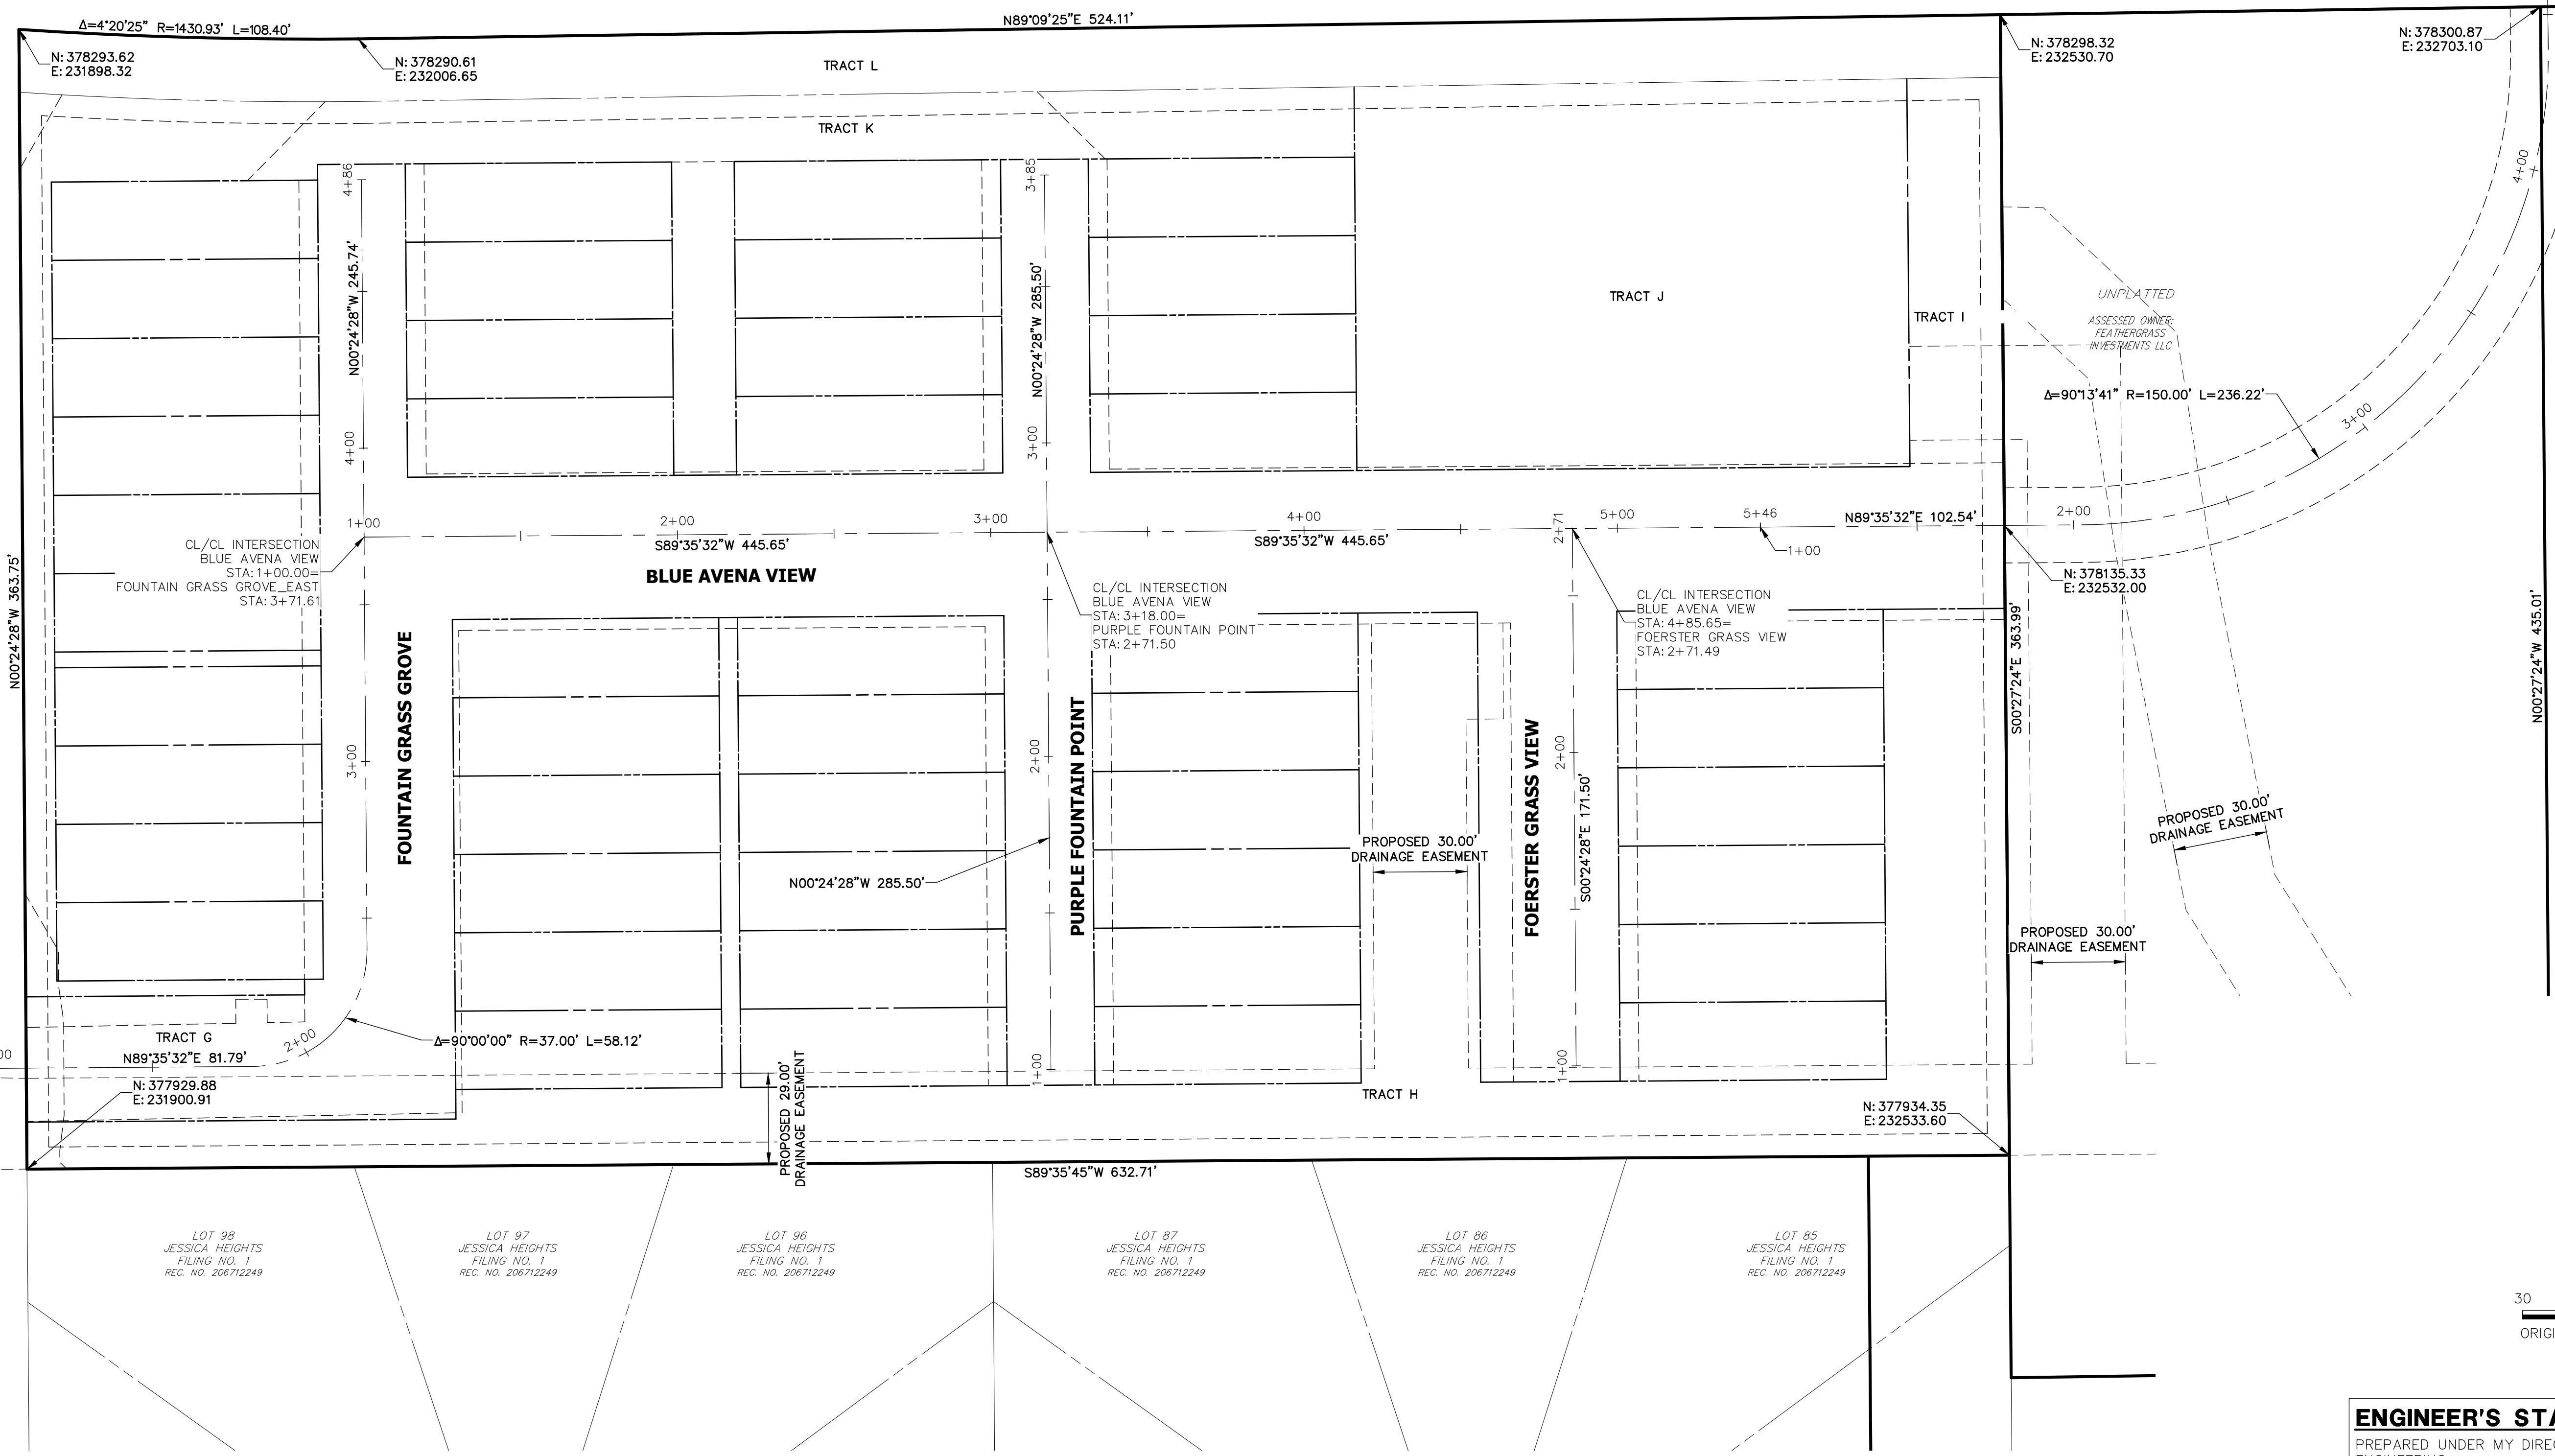 Δ=4°20'25" R=1430.93' L=108.40'
N89°09'25"E 524.11'
N: 378293.62
E: 231898.32
N: 378290.61
E: 232006.65
TRACT L
N: 378298.32
E: 232530.70
N: 378300.87
E: 232703.10
TRACT K
4+86
3+85
4+00
N00°24'28"W 245.74'
N00°24'28"W 285.50'
TRACT J
TRACT I
UNPLATTED
ASSESSED OWNER:
FEATHERGRASS
INVESTMENTS LLC
Δ=90°13'41" R=150.00' L=236.22'
3+00
4+00
3+00
1+00
2+00
3+00
4+00
2+71
5+00
5+46
N89°35'32"E 102.54'
2+00
S89°35'32"W 445.65'
S89°35'32"W 445.65'
1+00
CL/CL INTERSECTION
BLUE AVENA VIEW
STA: 1+00.00=
FOUNTAIN GRASS GROVE_EAST
STA: 3+71.61
BLUE AVENA VIEW
CL/CL INTERSECTION
BLUE AVENA VIEW
STA: 3+18.00=
PURPLE FOUNTAIN POINT
STA: 2+71.50
CL/CL INTERSECTION
BLUE AVENA VIEW
STA: 4+85.65=
FOERSTER GRASS VIEW
STA: 2+71.49
N: 378135.33
E: 232532.00
N00°24'28"W 363.75'
S00°27'24"E 363.99'
N00°27'24"W 435.01'
FOUNTAIN GRASS GROVE
PURPLE FOUNTAIN POINT
FOERSTER GRASS VIEW
3+00
2+00
2+00
S00°24'28"E 171.50'
PROPOSED 30.00'
DRAINAGE EASEMENT
PROPOSED 30.00'
DRAINAGE EASEMENT
N00°24'28"W 285.50'
PROPOSED 30.00'
DRAINAGE EASEMENT
TRACT G
2+00
Δ=90°00'00" R=37.00' L=58.12'
N89°35'32"E 81.79'
00
1+00
1+00
N: 377929.88
E: 231900.91
PROPOSED 29.00'
DRAINAGE EASEMENT
TRACT H
N: 377934.35
E: 232533.60
S89°35'45"W 632.71'
LOT 98
JESSICA HEIGHTS
FILING NO. 1
REC. NO. 206712249
LOT 97
JESSICA HEIGHTS
FILING NO. 1
REC. NO. 206712249
LOT 96
JESSICA HEIGHTS
FILING NO. 1
REC. NO. 206712249
LOT 87
JESSICA HEIGHTS
FILING NO. 1
REC. NO. 206712249
LOT 86
JESSICA HEIGHTS
FILING NO. 1
REC. NO. 206712249
LOT 85
JESSICA HEIGHTS
FILING NO. 1
REC. NO. 206712249
30
ORIGI
ENGINEER'S STA
PREPARED UNDER MY DIREC